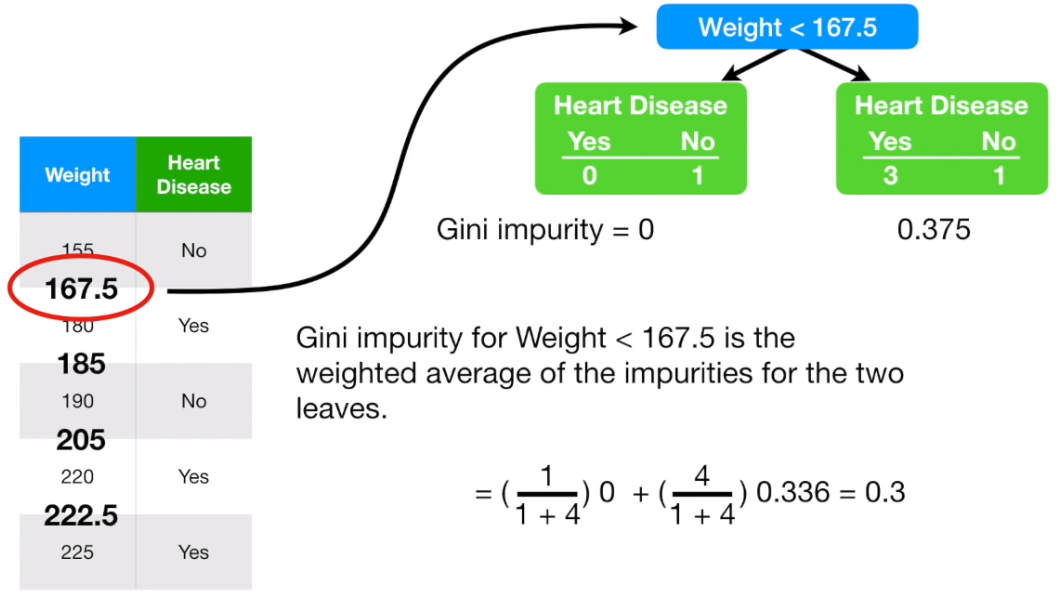 Weight < 167.5
Heart Disease
Yes No
0 1
Heart Disease
Yes No
3 1
Gini impurity = 0
0.375
Weight Heart Disease
155 No
167.5
180 Yes
185
190 No
205
220 Yes
222.5
225 Yes
Gini impurity for Weight < 167.5 is the
weighted average of the impurities for the two
leaves.
= ( 1 / 1 + 4 ) 0 + ( 4 / 1 + 4 ) 0.336 = 0.3